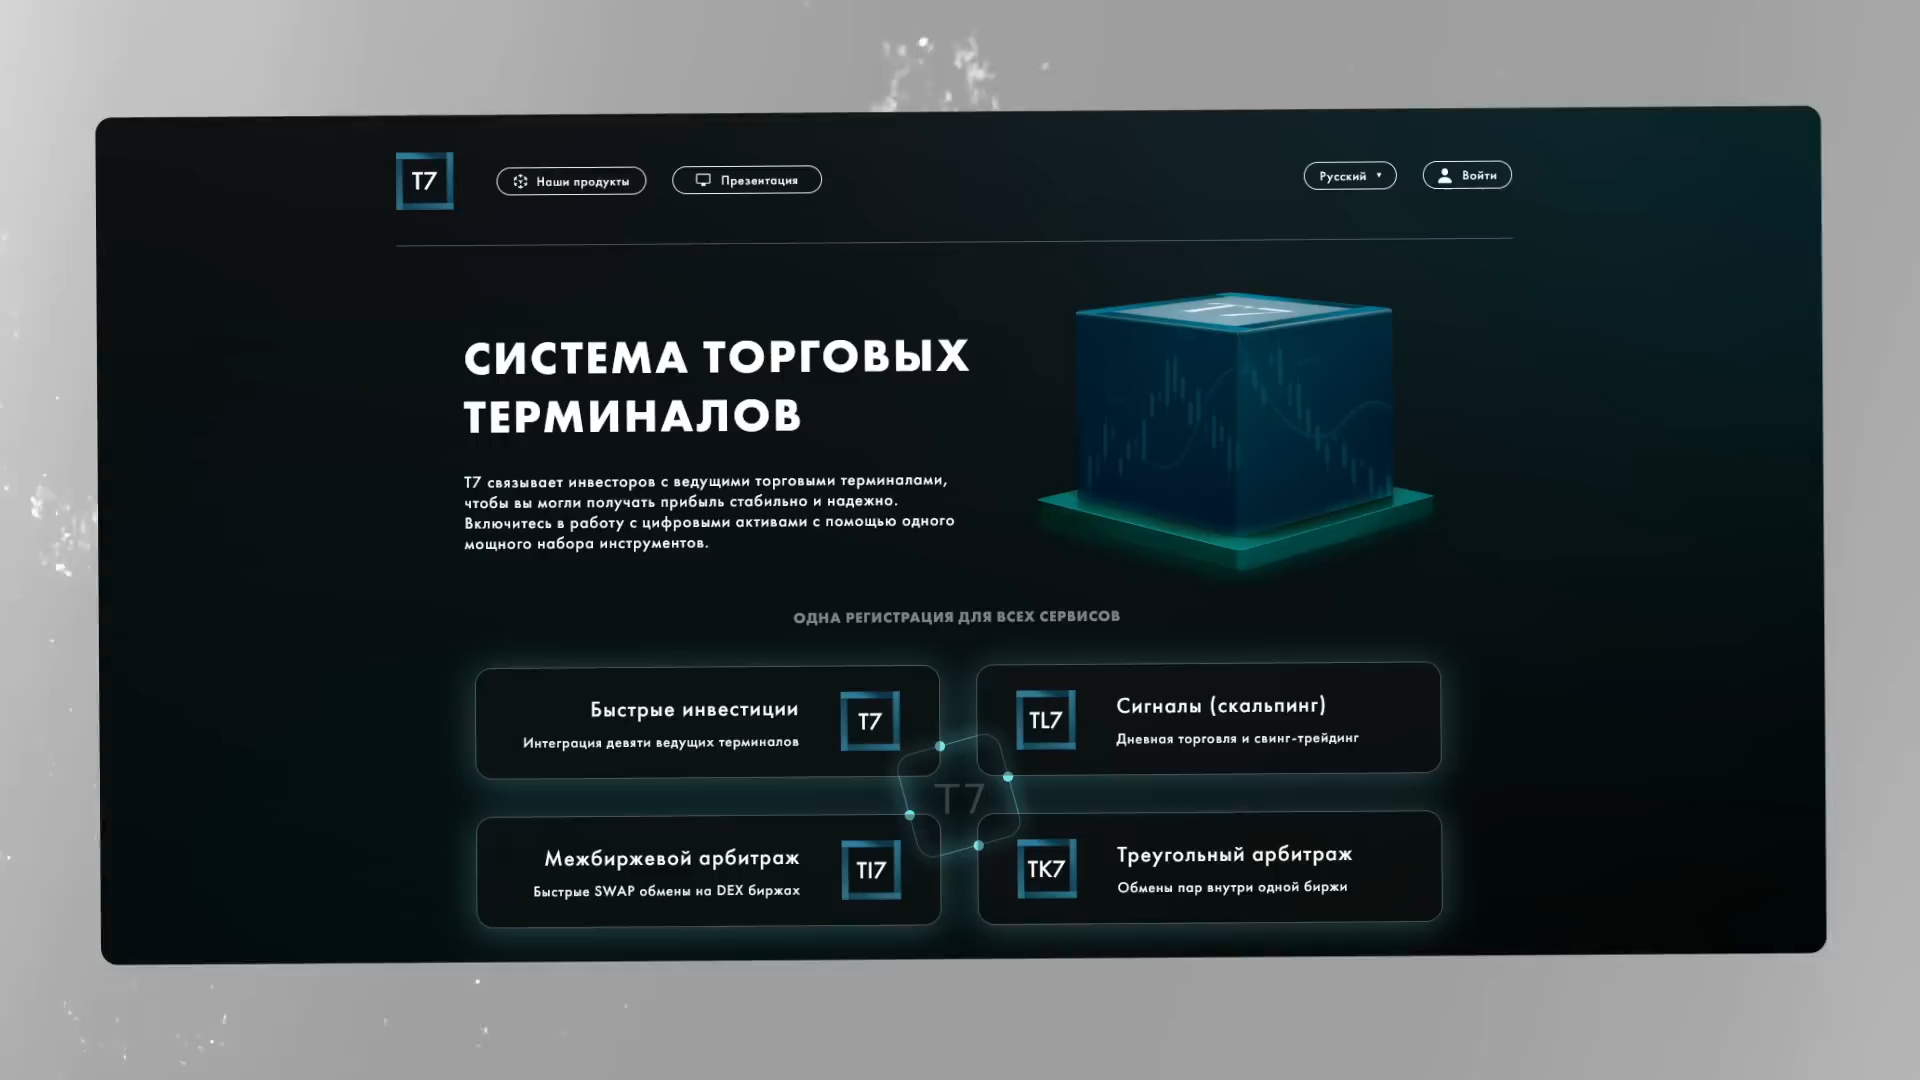 T7
Наши продукты
Презентация
Русский
Войти
СИСТЕМА ТОРГОВЫХ
ТЕРМИНАЛОВ
T7
T7 связывает инвесторов с ведущими торговыми терминалами,
чтобы вы могли получать прибыль стабильно и надежно.
Включитесь в работу с цифровыми активами с помощью одного
мощного набора инструментов.
ОДНА РЕГИСТРАЦИЯ ДЛЯ ВСЕХ СЕРВИСОВ
Быстрые инвестиции
Интеграция девяти ведущих терминалов
T7
TL7
Сигналы (скальпинг)
Дневная торговля и свинг-трейдинг
T7
Межбиржевой арбитраж
Быстрые SWAP обмены на DEX биржах
TI7
TK7
Треугольный арбитраж
Обмены пар внутри одной биржи